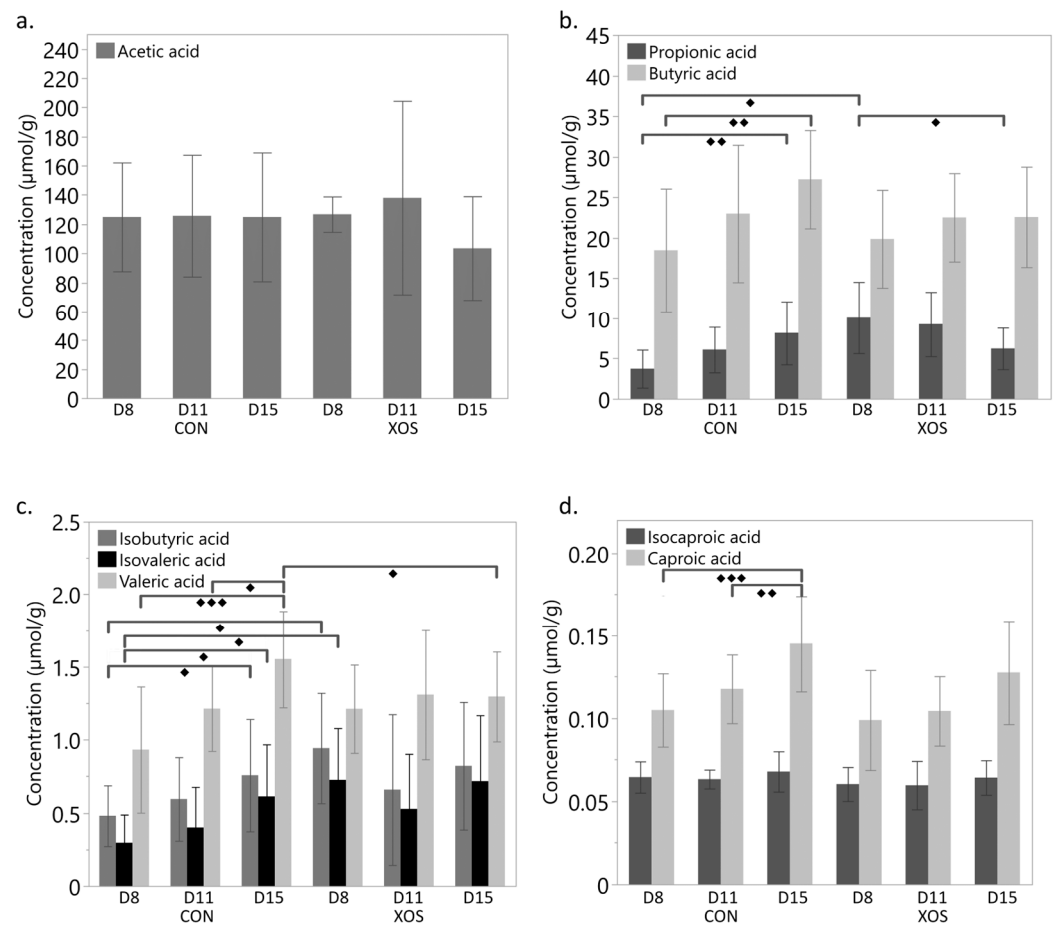 a.
Acetic acid
Concentration (µmol/g)
240
220
200
180
160
140
120
100
80
60
40
20
0
D8 D11 D15 D8 D11 D15
CON XOS
b.
Propionic acid
Butyric acid
Concentration (µmol/g)
45
40
35
30
25
20
15
10
5
0
D8 D11 D15 D8 D11 D15
CON XOS
c.
Isobutyric acid
Isovaleric acid
Valeric acid
Concentration (µmol/g)
2.5
2.0
1.5
1.0
0.5
0
D8 D11 D15 D8 D11 D15
CON XOS
d.
Isocaproic acid
Caproic acid
Concentration (µmol/g)
0.20
0.15
0.10
0.05
0
D8 D11 D15 D8 D11 D15
CON XOS